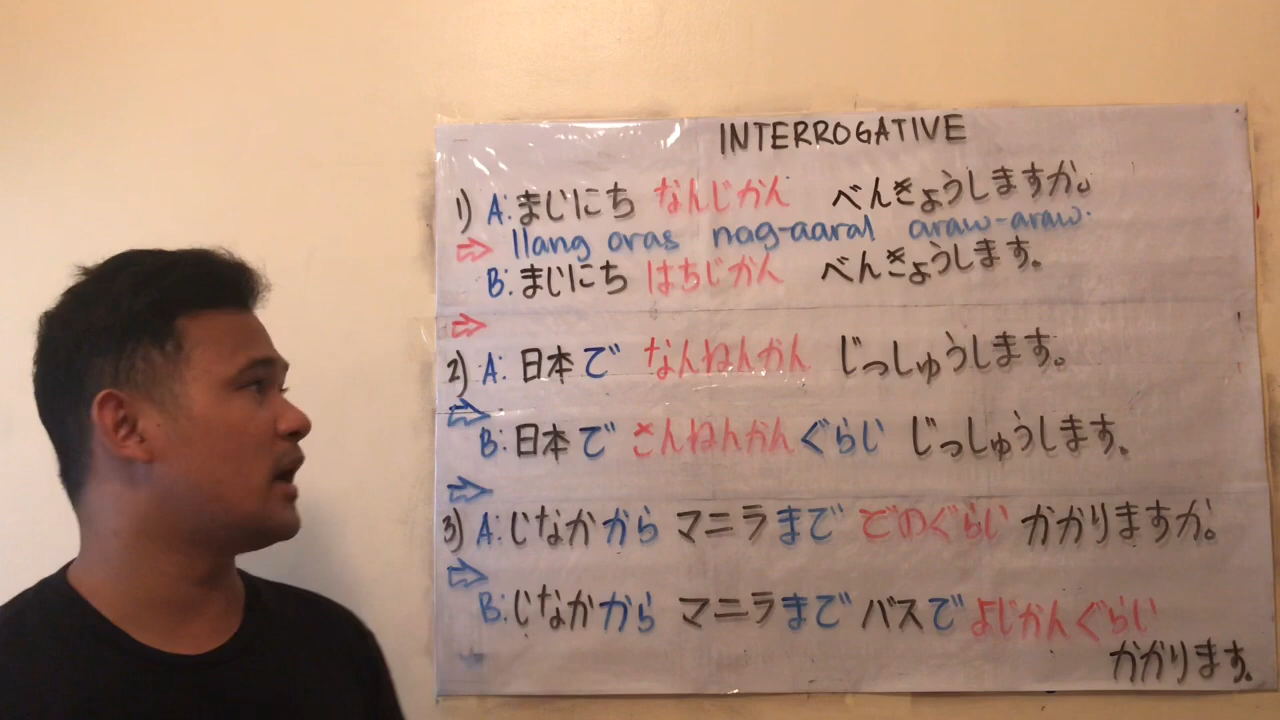 INTERROGATIVE
1) A: まいにち なんじかん べんきょうしますか。
⇨ Ilang oras nag-aaral araw-araw.
B: まいにち はちじかん べんきょうします。
⇨
2) A: 日本で なんねんかん じっしゅうします。
⇨
B: 日本で さんねんかんぐらい じっしゅうします。
⇨
3) A: いなかから マニラまで どのぐらい かかりますか。
⇨
B: いなかから マニラまで バスで よじかんぐらい
かかります。